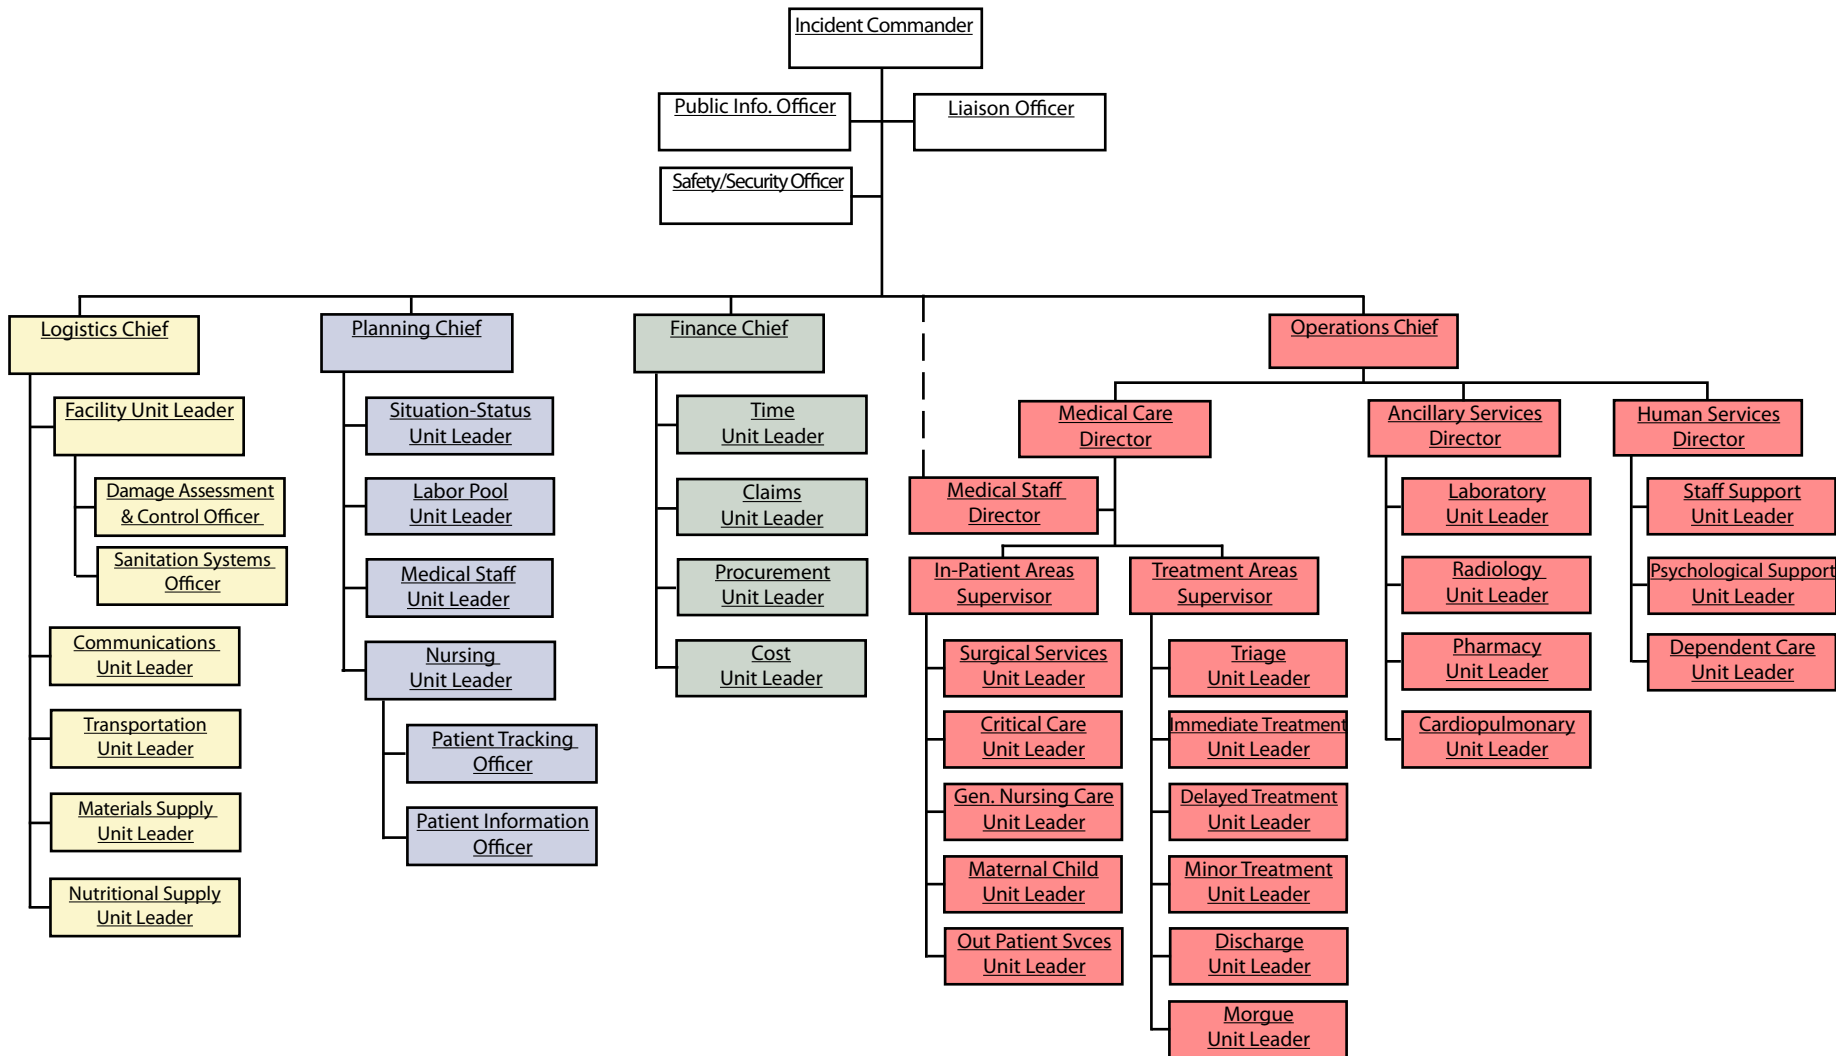 Incident Commander
Public Info. Officer
Liaison Officer
Safety/Security Officer
Logistics Chief
Facility Unit Leader
Damage Assessment
& Control Officer
Sanitation Systems
Officer
Communications
Unit Leader
Transportation
Unit Leader
Materials Supply
Unit Leader
Nutritional Supply
Unit Leader
Planning Chief
Situation-Status
Unit Leader
Labor Pool
Unit Leader
Medical Staff
Unit Leader
Nursing
Unit Leader
Patient Tracking
Officer
Patient Information
Officer
Finance Chief
Time
Unit Leader
Claims
Unit Leader
Procurement
Unit Leader
Cost
Unit Leader
Operations Chief
Medical Care
Director
Medical Staff
Director
In-Patient Areas
Supervisor
Surgical Services
Unit Leader
Critical Care
Unit Leader
Gen. Nursing Care
Unit Leader
Maternal Child
Unit Leader
Out Patient Svces
Unit Leader
Treatment Areas
Supervisor
Triage
Unit Leader
Immediate Treatment
Unit Leader
Delayed Treatment
Unit Leader
Minor Treatment
Unit Leader
Discharge
Unit Leader
Morgue
Unit Leader
Ancillary Services
Director
Laboratory
Unit Leader
Radiology
Unit Leader
Pharmacy
Unit Leader
Cardiopulmonary
Unit Leader
Human Services
Director
Staff Support
Unit Leader
Psychological Support
Unit Leader
Dependent Care
Unit Leader